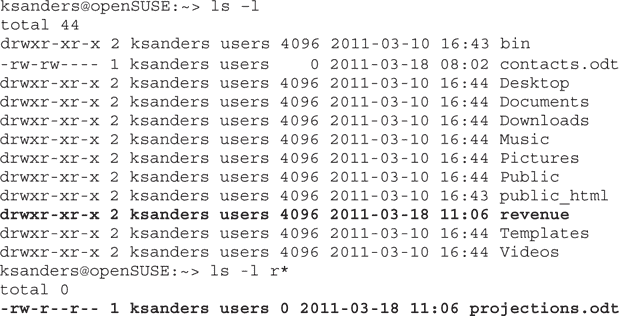 ksanders@openSUSE:~> ls -l
total 44
drwxr-xr-x 2 ksanders users 4096 2011-03-10 16:43 bin
-rw-rw---- 1 ksanders users    0 2011-03-18 08:02 contacts.odt
drwxr-xr-x 2 ksanders users 4096 2011-03-10 16:44 Desktop
drwxr-xr-x 2 ksanders users 4096 2011-03-10 16:44 Documents
drwxr-xr-x 2 ksanders users 4096 2011-03-10 16:44 Downloads
drwxr-xr-x 2 ksanders users 4096 2011-03-10 16:44 Music
drwxr-xr-x 2 ksanders users 4096 2011-03-10 16:44 Pictures
drwxr-xr-x 2 ksanders users 4096 2011-03-10 16:44 Public
drwxr-xr-x 2 ksanders users 4096 2011-03-10 16:43 public_html
drwxr-xr-x 2 ksanders users 4096 2011-03-18 11:06 revenue
drwxr-xr-x 2 ksanders users 4096 2011-03-10 16:44 Templates
drwxr-xr-x 2 ksanders users 4096 2011-03-10 16:44 Videos
ksanders@openSUSE:~> ls -l r*
total 0
-rw-r--r-- 1 ksanders users 0 2011-03-18 11:06 projections.odt